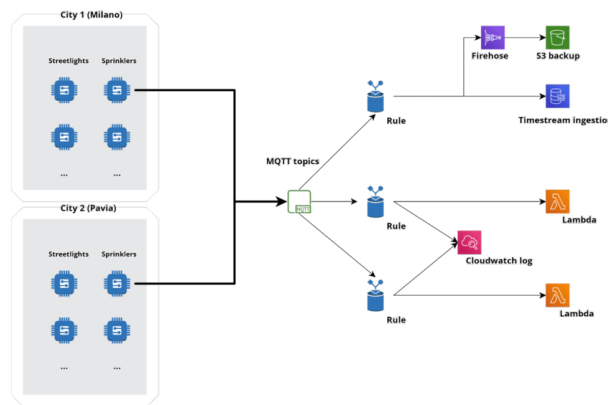 City 1 (Milano)
Streetlights Sprinklers
... ...
City 2 (Pavia)
Streetlights Sprinklers
... ...
MQTT topics
MQTT
Rule
Firehose
S3 backup
Timestream ingestion
Rule
Lambda
Cloudwatch log
Rule
Lambda